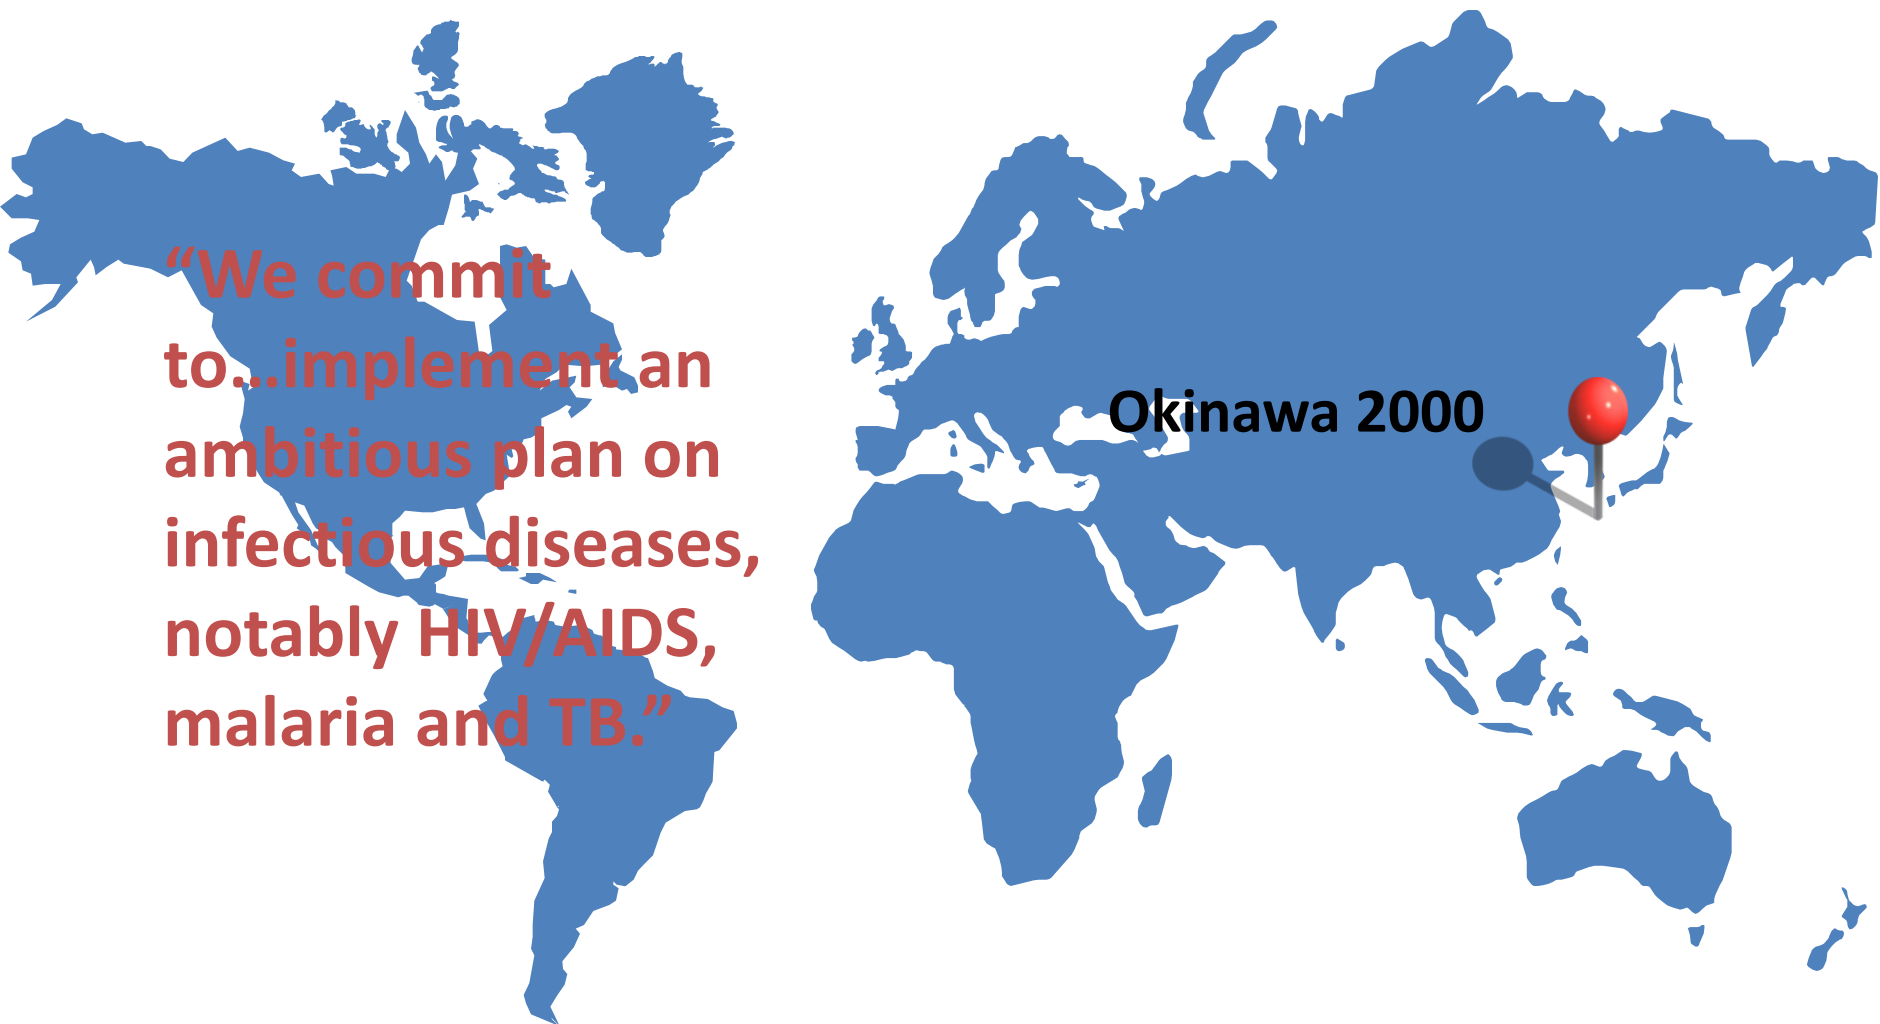 “We commit
to…implement an
ambitious plan on
infectious diseases,
notably HIV/AIDS,
malaria and TB.”
Okinawa 2000